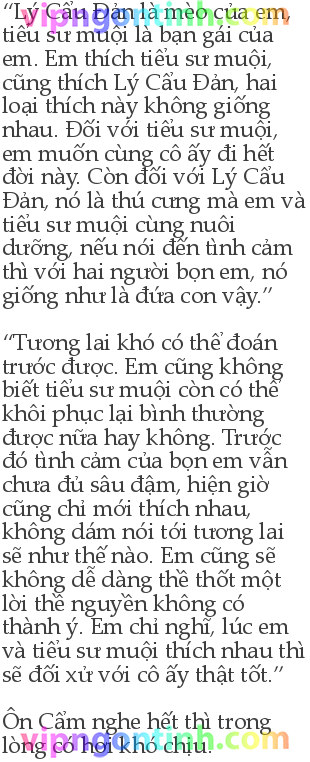 “Lý Cẩu Đản là mèo của em,
vipngontinh.com
tiểu sư muội là bạn gái của
em. Em thích tiểu sư muội,
cũng thích Lý Cẩu Đản, hai
loại thích này không giống
nhau. Đối với tiểu sư muội,
em muốn cùng cô ấy đi hết
đời này. Còn đối với Lý Cẩu
Đản, nó là thú cưng mà em và
tiểu sư muội cùng nuôi
dưỡng, nếu nói đến tình cảm
thì với hai người bọn em, nó
giống như là đứa con vậy.”
“Tương lai khó có thể đoán
trước được. Em cũng không
biết tiểu sư muội còn có thể
khôi phục lại bình thường
được nữa hay không. Trước
đó tình cảm của bọn em vẫn
chưa đủ sâu đậm, hiện giờ
cũng chỉ mới thích nhau,
không dám nói tới tương lai
sẽ như thế nào. Em cũng sẽ
không dễ dàng thề thốt một
lời thề nguyền không có
thành ý. Em chỉ nghĩ, lúc em
và tiểu sư muội thích nhau thì
sẽ đối xử với cô ấy thật tốt.”
Ôn Cẩm nghe hết thì trong
vipngontinh.com
lòng có hơi khó chịu.